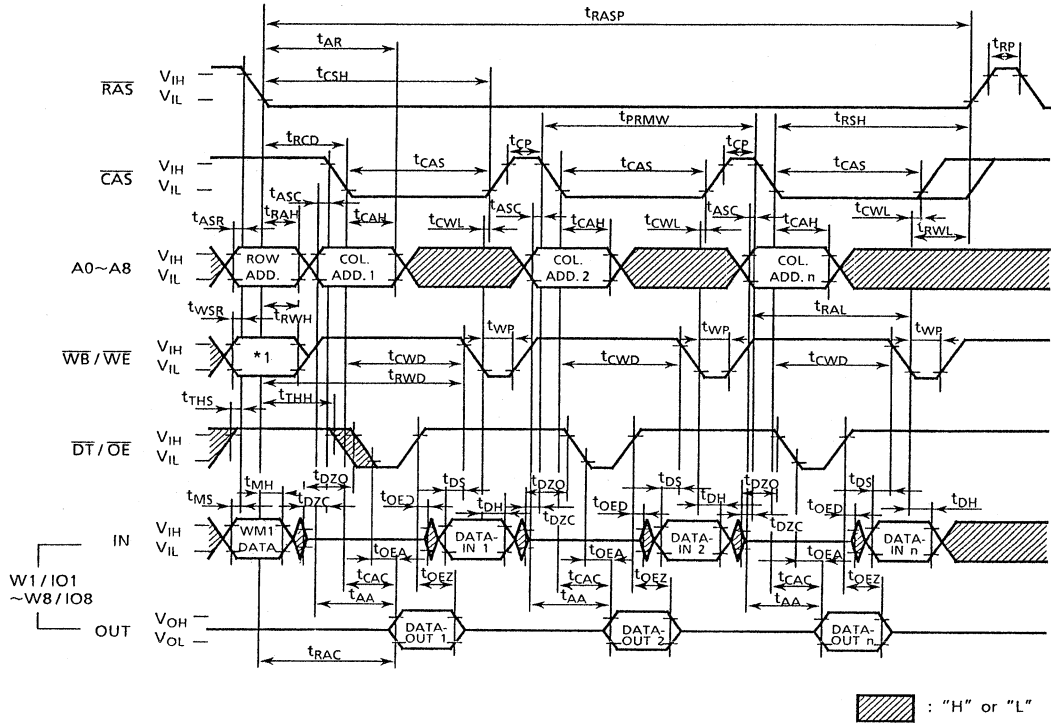 tRASP
tAR
tRP
tCSH
RAS
VIH
VIL
tPRMW
tRSH
tRCD
tCP
tCP
CAS
VIH
VIL
tCAS
tCAS
tCAS
tASR
tRAH
tASC
tCAH
tCWL
tASC
tCAH
tCWL
tASC
tCAH
tCWL
tRWL
A0~A8
VIH
VIL
ROW ADD.
COL. ADD. 1
COL. ADD. 2
COL. ADD. n
tWSR
tRWH
tWP
tWP
tRAL
tWP
WB / WE
VIH
VIL
*1
tCWD
tCWD
tCWD
tRWD
tTHS
tTHH
DT / OE
VIH
VIL
tMS
tMH
tDZO
tDZC
tOED
tDS
tDH
tDZO
tDZC
tOED
tDS
tDH
tDZO
tDZC
tOED
tDS
tDH
IN
VIH
VIL
WM1 DATA
DATA-IN 1
DATA-IN 2
DATA-IN n
tOEA
tOEA
tOEA
W1 / IO1
~W8 / IO8
tCAC
tOEZ
tCAC
tOEZ
tCAC
tOEZ
tAA
tAA
tAA
OUT
VOH
VOL
DATA-OUT 1
DATA-OUT 2
DATA-OUT n
tRAC
: "H" or "L"